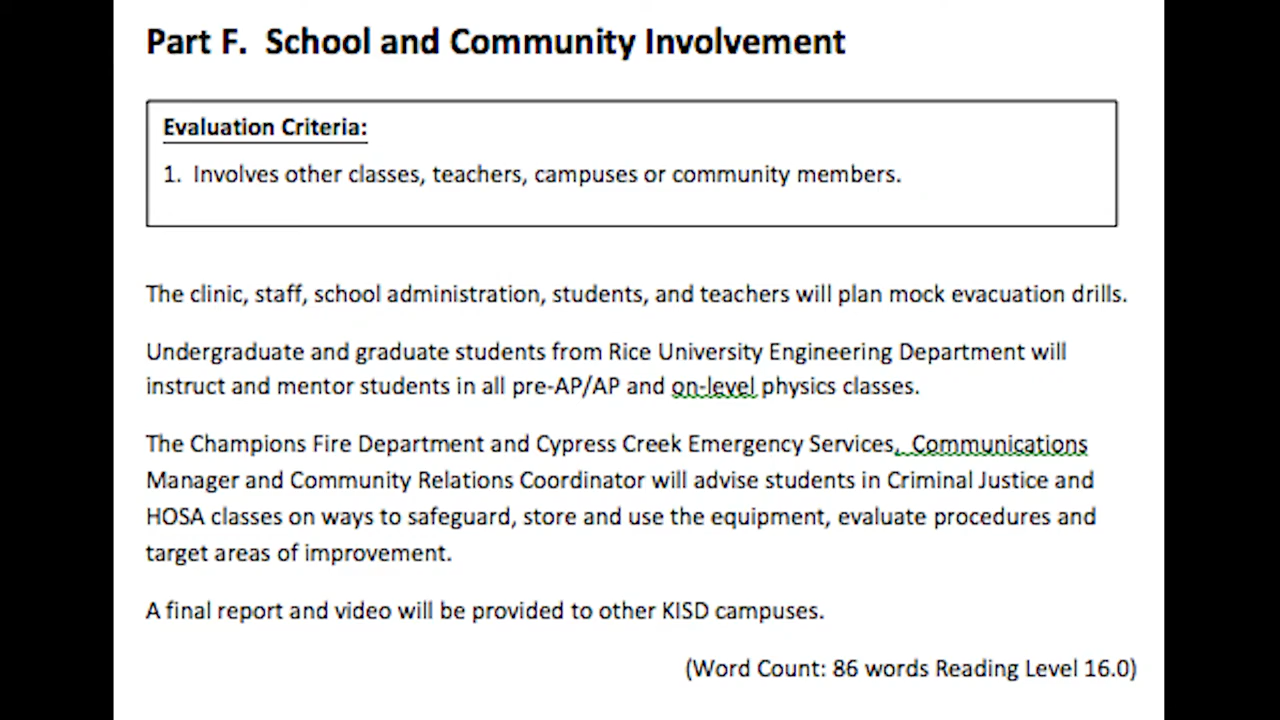 Part F. School and Community Involvement
Evaluation Criteria:
1. Involves other classes, teachers, campuses or community members.
The clinic, staff, school administration, students, and teachers will plan mock evacuation drills.
Undergraduate and graduate students from Rice University Engineering Department will
instruct and mentor students in all pre-AP/AP and on-level physics classes.
The Champions Fire Department and Cypress Creek Emergency Services, Communications
Manager and Community Relations Coordinator will advise students in Criminal Justice and
HOSA classes on ways to safeguard, store and use the equipment, evaluate procedures and
target areas of improvement.
A final report and video will be provided to other KISD campuses.
(Word Count: 86 words Reading Level 16.0)